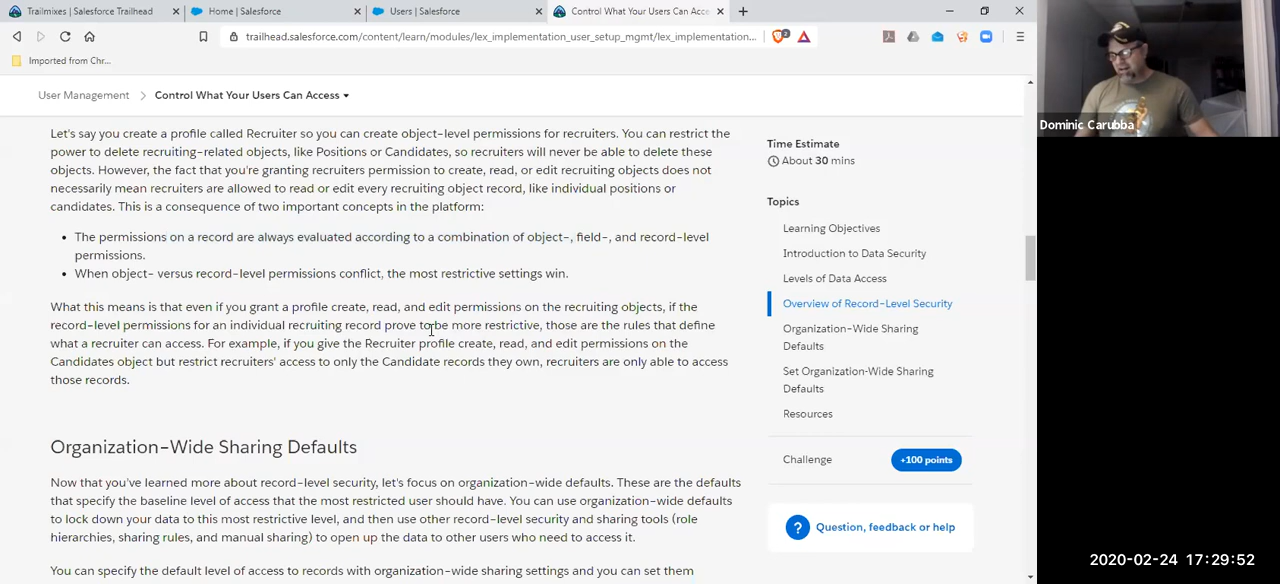 Trailmixes | Salesforce Trailhead
Home | Salesforce
Users | Salesforce
Control What Your Users Can Acce
trailhead.salesforce.com/content/learn/modules/lex_implementation_user_setup_mgmt/lex_implementation...
2
Imported from Chr...
User Management
Control What Your Users Can Access
Let's say you create a profile called Recruiter so you can create object-level permissions for recruiters. You can restrict the
power to delete recruiting-related objects, like Positions or Candidates, so recruiters will never be able to delete these
objects. However, the fact that you're granting recruiters permission to create, read, or edit recruiting objects does not
necessarily mean recruiters are allowed to read or edit every recruiting object record, like individual positions or
candidates. This is a consequence of two important concepts in the platform:
• The permissions on a record are always evaluated according to a combination of object-, field-, and record-level
permissions.
• When object- versus record-level permissions conflict, the most restrictive settings win.
What this means is that even if you grant a profile create, read, and edit permissions on the recruiting objects, if the
record-level permissions for an individual recruiting record prove to be more restrictive, those are the rules that define
what a recruiter can access. For example, if you give the Recruiter profile create, read, and edit permissions on the
Candidates object but restrict recruiters' access to only the Candidate records they own, recruiters are only able to access
those records.
Organization-Wide Sharing Defaults
Now that you've learned more about record-level security, let's focus on organization-wide defaults. These are the defaults
that specify the baseline level of access that the most restricted user should have. You can use organization-wide defaults
to lock down your data to this most restrictive level, and then use other record-level security and sharing tools (role
hierarchies, sharing rules, and manual sharing) to open up the data to other users who need to access it.
You can specify the default level of access to records with organization-wide sharing settings and you can set them
Time Estimate
About 30 mins
Topics
Learning Objectives
Introduction to Data Security
Levels of Data Access
Overview of Record-Level Security
Organization-Wide Sharing
Defaults
Set Organization-Wide Sharing
Defaults
Resources
Challenge
+100 points
? Question, feedback or help
Dominic Carubba
2020-02-24 17:29:52